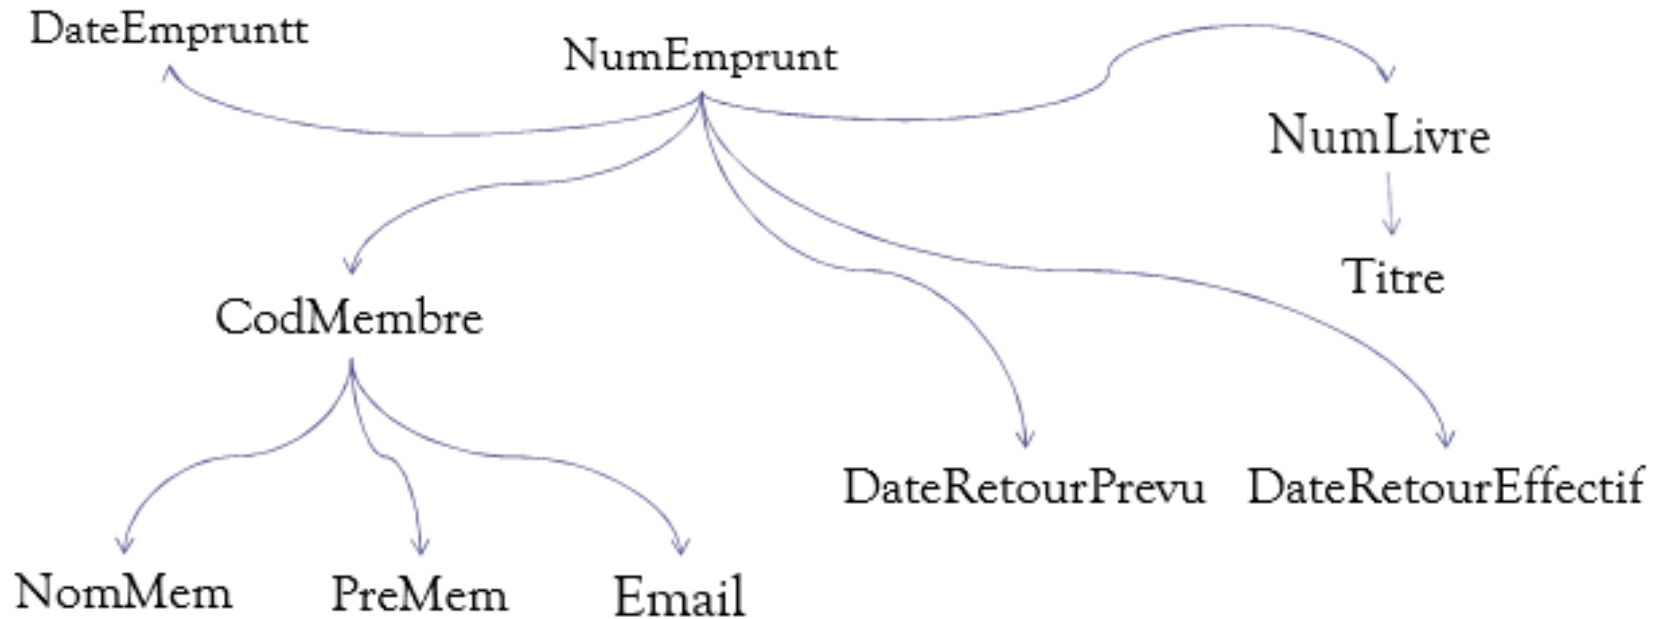 DateEmpruntt
NumEmprunt
NumLivre
Titre
CodMembre
DateRetourPrevu
DateRetourEffectif
NomMem
PreMem
Email